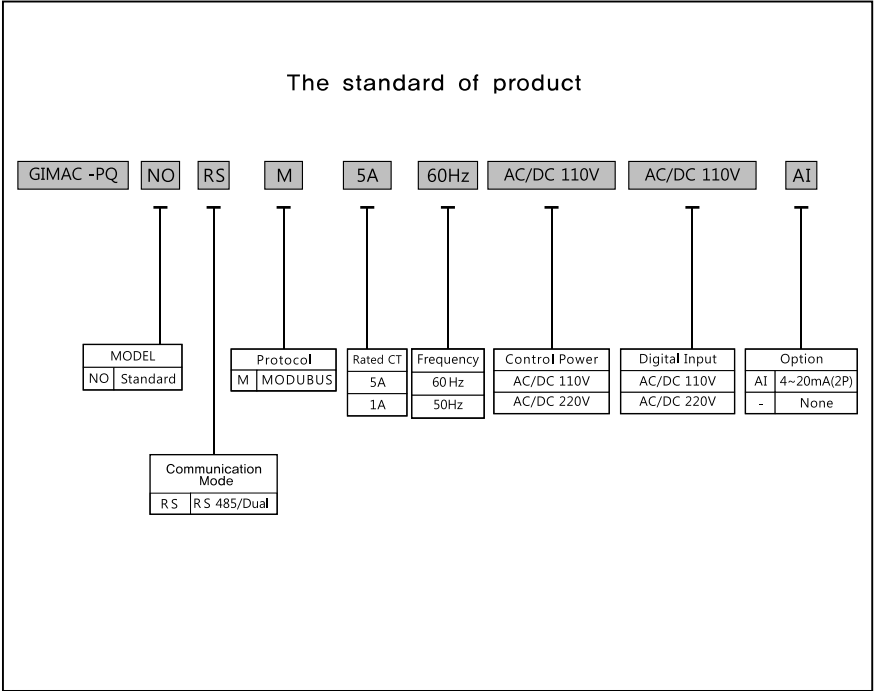 The standard of product
GIMAC -PQ NO RS M 5A 60Hz AC/DC 110V AC/DC 110V AI
MODEL
NO Standard
Protocol
M MODUBUS
Rated CT
5A
1A
Frequency
60 Hz
50Hz
Control Power
AC/DC 110V
AC/DC 220V
Digital Input
AC/DC 110V
AC/DC 220V
Option
AI 4~20mA(2P)
- None
Communication
Mode
RS RS 485/Dual